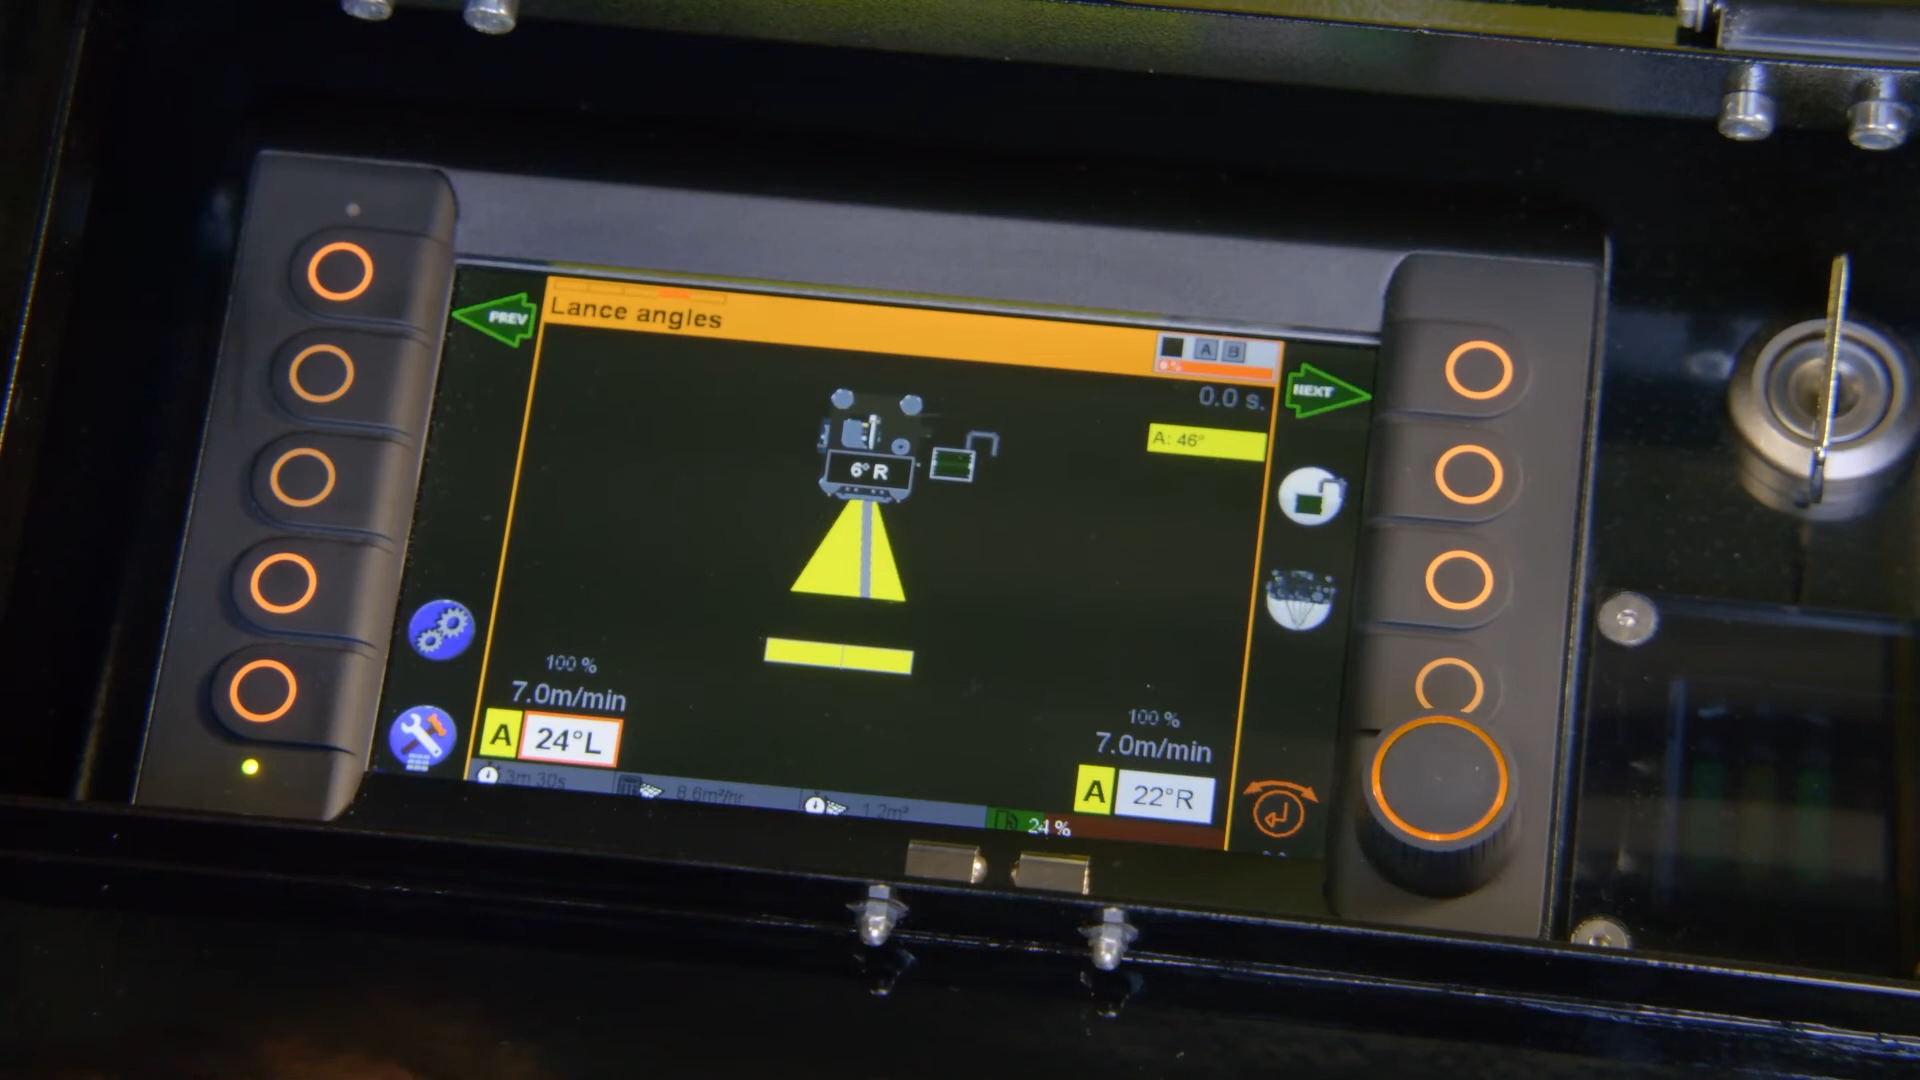 PREV
Lance angles
A B
0 %
NEXT
0.0 s.
A: 46°
6° R
100 %
7.0m/min
A 24°L
100 %
7.0m/min
A 22°R
3m 30s
8.6m²/hr
1.2m²
24 %